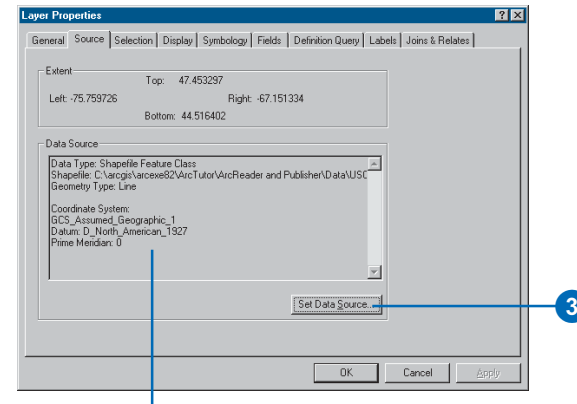 Layer Properties
General Source Selection Display Symbology Fields Definition Query Labels Joins & Relates
Extent
Top: 47.453297
Left: -75.759726 Right: -67.151334
Bottom: 44.516402
Data Source
Data Type: Shapefile Feature Class
Shapefile: C:\arcgis\arcexe82\ArcTutor\ArcReader and Publisher\Data\USC
Geometry Type: Line
Coordinate System:
GCS_Assumed_Geographic_1
Datum: D_North_American_1927
Prime Meridian: 0
Set Data Source...
3
OK Cancel Apply